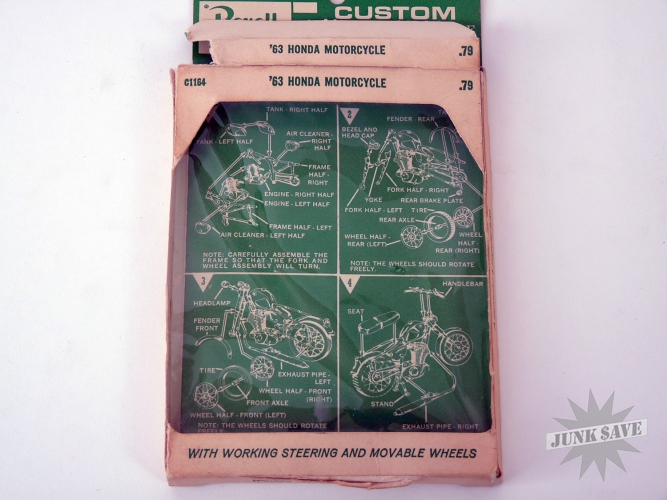 Revell
CUSTOM
'63 HONDA MOTORCYCLE .79
C1164 '63 HONDA MOTORCYCLE .79
TANK - RIGHT HALF
TANK - LEFT HALF
AIR CLEANER -
RIGHT
HALF
FRAME
HALF -
RIGHT
ENGINE - RIGHT HALF
ENGINE - LEFT HALF
FRAME HALF - LEFT
AIR CLEANER - LEFT HALF
NOTE: CAREFULLY ASSEMBLE THE
FRAME SO THAT THE FORK AND
WHEEL ASSEMBLY WILL TURN.
2
FENDER - REAR
BEZEL AND
HEAD CAP
FORK HALF - RIGHT
YOKE
REAR BRAKE PLATE
FORK HALF - LEFT
TIRE
REAR AXLE
WHEEL HALF -
REAR (LEFT)
WHEEL
HALF -
REAR (RIGHT)
NOTE: THE WHEELS SHOULD ROTATE
FREELY.
3
HEADLAMP
FENDER
FRONT
TIRE
EXHAUST PIPE -
LEFT
WHEEL HALF - FRONT
(RIGHT)
FRONT AXLE
WHEEL HALF - FRONT (LEFT)
NOTE: THE WHEELS SHOULD ROTATE
FREELY.
4
HANDLEBAR
SEAT
STAND
EXHAUST PIPE - RIGHT
WITH WORKING STEERING AND MOVABLE WHEELS
JUNK SAVE